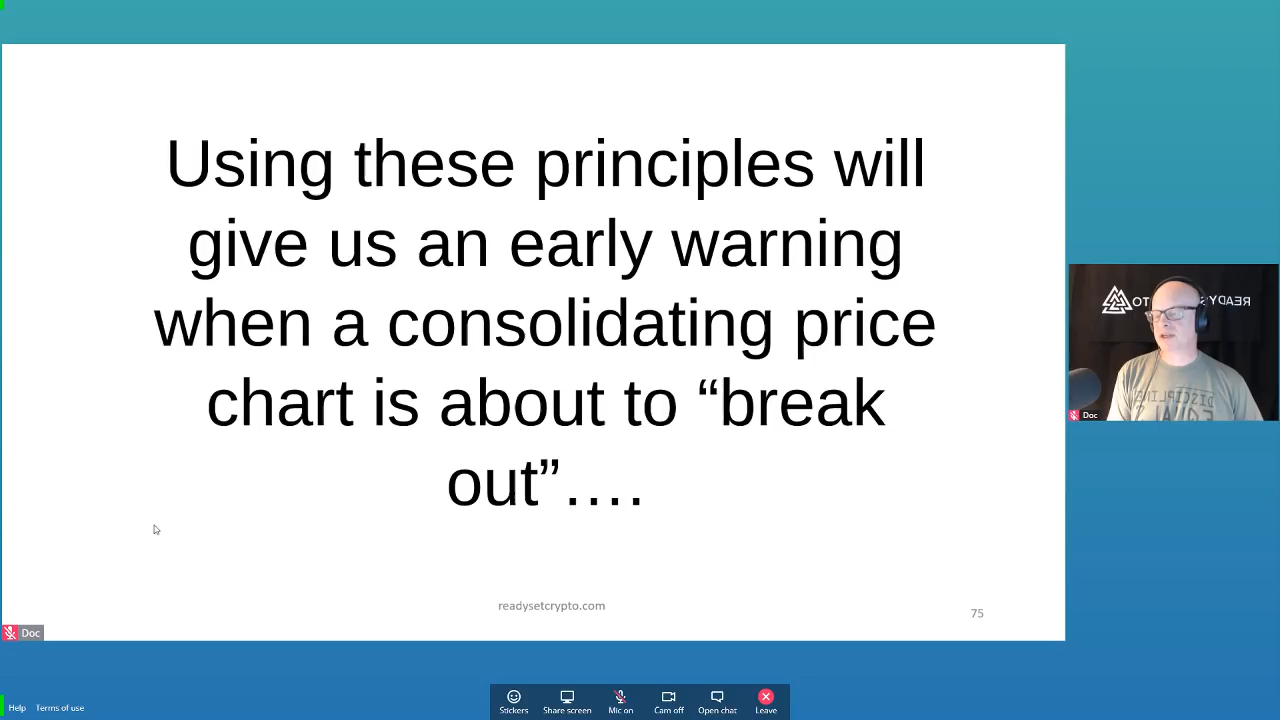 Using these principles will
give us an early warning
when a consolidating price
chart is about to “break
out”….
readysetcrypto.com
75
Doc
Doc
Help
Terms of use
Stickers
Share screen
Mic on
Cam off
Open chat
Leave